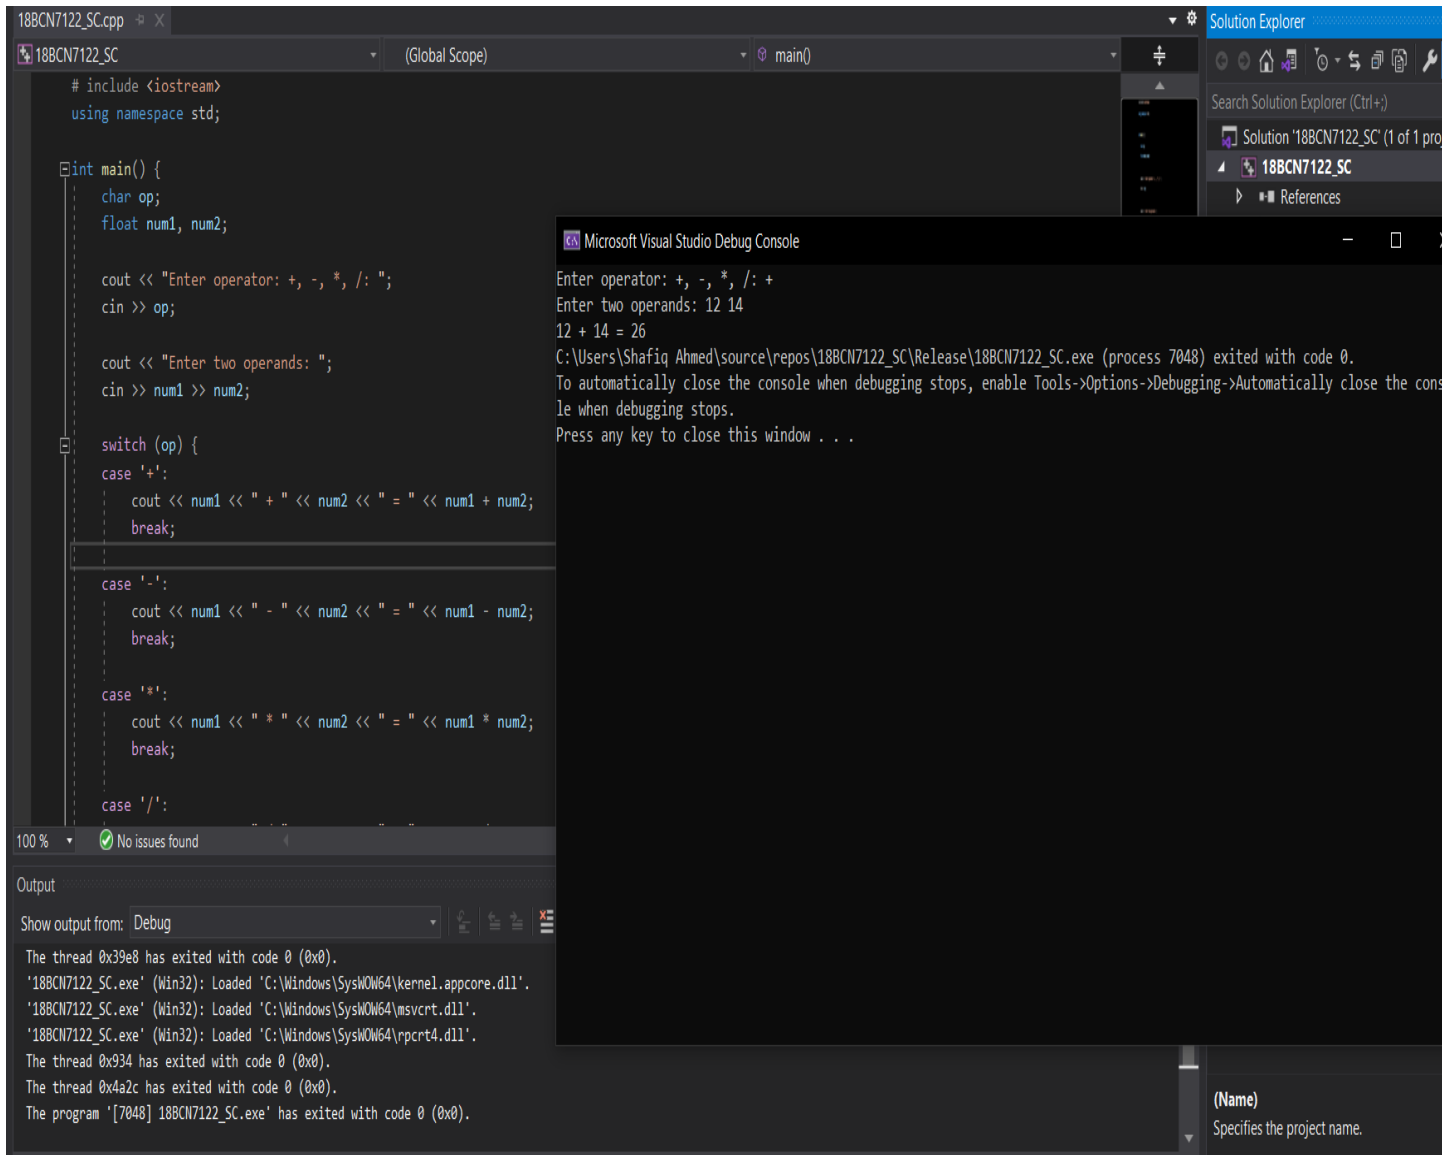 18BCN7122_SC.cpp
18BCN7122_SC
(Global Scope)
main()
# include <iostream>
using namespace std;
int main() {
char op;
float num1, num2;
cout << "Enter operator: +, -, *, /: ";
cin >> op;
cout << "Enter two operands: ";
cin >> num1 >> num2;
switch (op) {
case '+':
cout << num1 << " + " << num2 << " = " << num1 + num2;
break;
case '-':
cout << num1 << " - " << num2 << " = " << num1 - num2;
break;
case '*':
cout << num1 << " * " << num2 << " = " << num1 * num2;
break;
case '/':
100 %
No issues found
Output
Show output from: Debug
The thread 0x39e8 has exited with code 0 (0x0).
'18BCN7122_SC.exe' (Win32): Loaded 'C:\Windows\SysWOW64\kernel.appcore.dll'.
'18BCN7122_SC.exe' (Win32): Loaded 'C:\Windows\SysWOW64\msvcrt.dll'.
'18BCN7122_SC.exe' (Win32): Loaded 'C:\Windows\SysWOW64\rpcrt4.dll'.
The thread 0x934 has exited with code 0 (0x0).
The thread 0x4a2c has exited with code 0 (0x0).
The program '[7048] 18BCN7122_SC.exe' has exited with code 0 (0x0).
Microsoft Visual Studio Debug Console
Enter operator: +, -, *, /: +
Enter two operands: 12 14
12 + 14 = 26
C:\Users\Shafiq Ahmed\source\repos\18BCN7122_SC\Release\18BCN7122_SC.exe (process 7048) exited with code 0.
To automatically close the console when debugging stops, enable Tools->Options->Debugging->Automatically close the cons
le when debugging stops.
Press any key to close this window . . .
Solution Explorer
Search Solution Explorer (Ctrl+;)
Solution '18BCN7122_SC' (1 of 1 proj
18BCN7122_SC
References
(Name)
Specifies the project name.